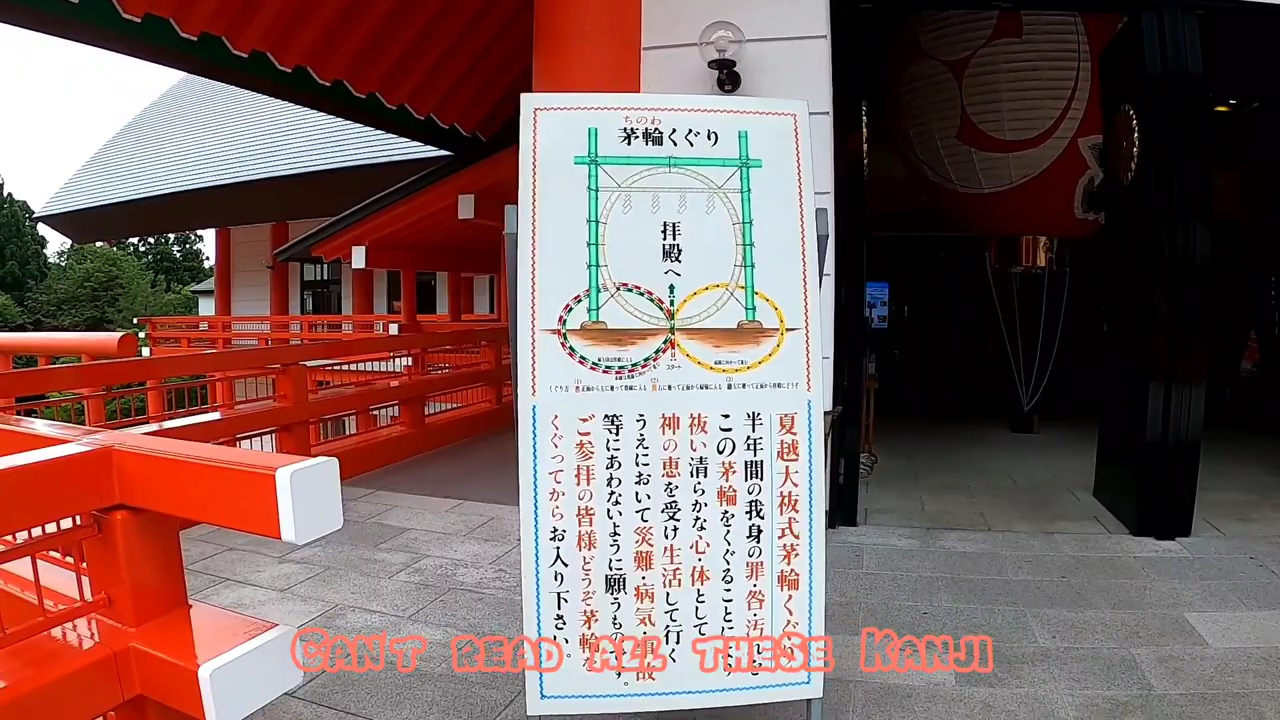 ちのわ
茅輪くぐり
拝殿へ
スタート
(1) (2) (3)
夏越大祓式茅輪くぐり
半年間の我身の罪・咎・汚れを
この茅輪をくぐることにより
祓い清らかな心・体として
神の恵を受け生活して行く
うえにおいて災難・病気・事故
等にあわないように願うものです。
ご参拝の皆様どうぞ茅輪を
くぐってからお入り下さい。
Can't read all these Kanji